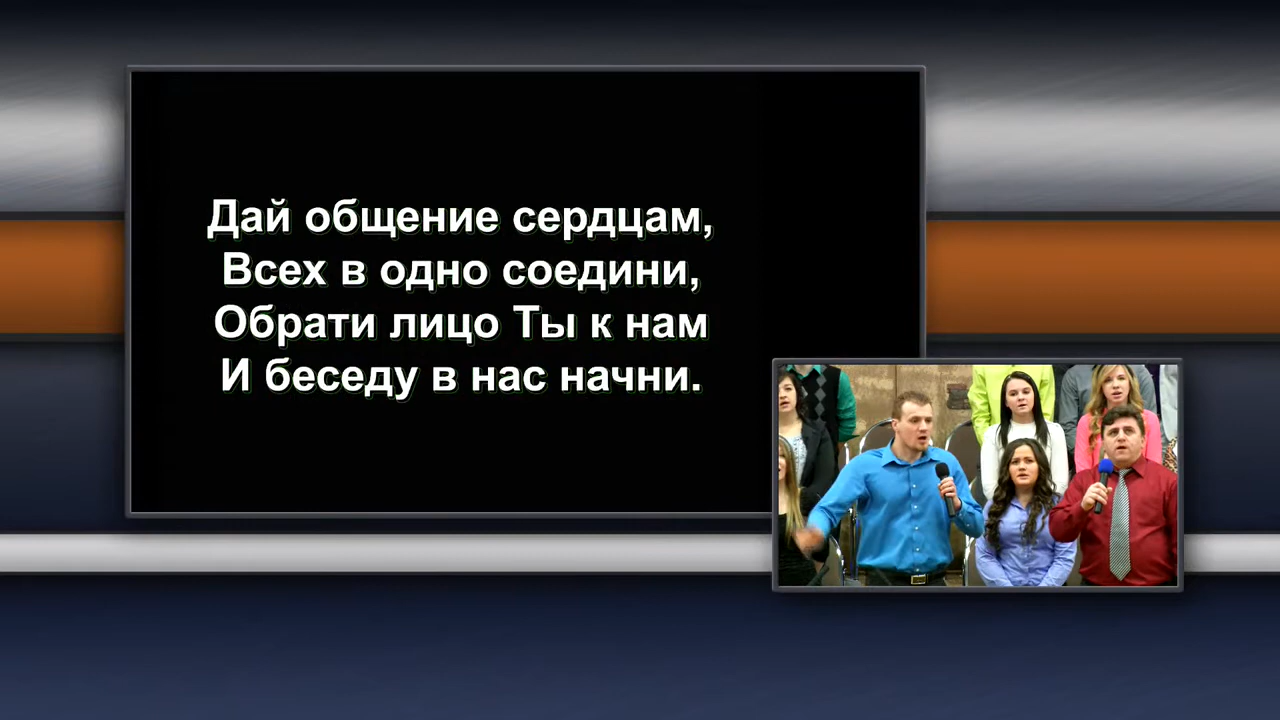 Дай общение сердцам,
Всех в одно соедини,
Обрати лицо Ты к нам
И беседу в нас начни.